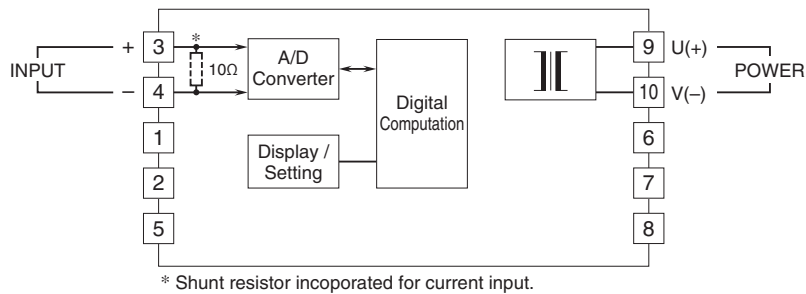 *
+ 3
INPUT
10Ω
− 4
A/D
Converter
Digital
Computation
Display /
Setting
9 U(+)
POWER
10 V(−)
1
2
5
6
7
8
* Shunt resistor incoporated for current input.